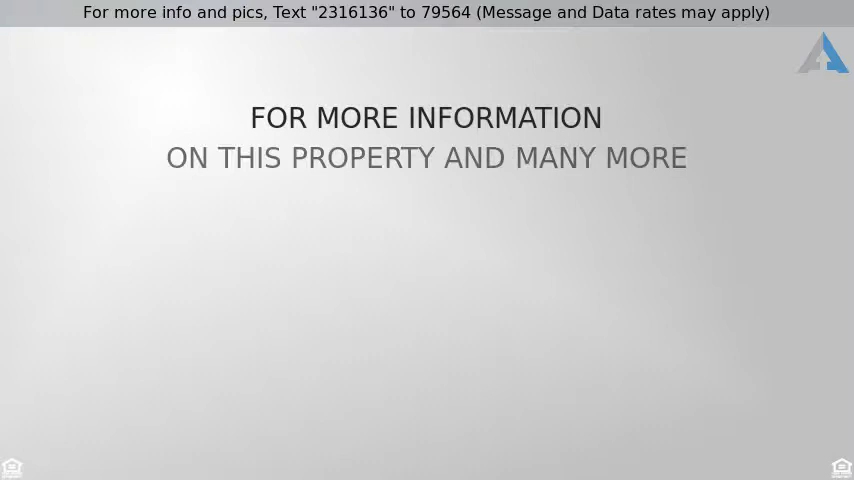 For more info and pics, Text "2316136" to 79564 (Message and Data rates may apply)
FOR MORE INFORMATION
ON THIS PROPERTY AND MANY MORE